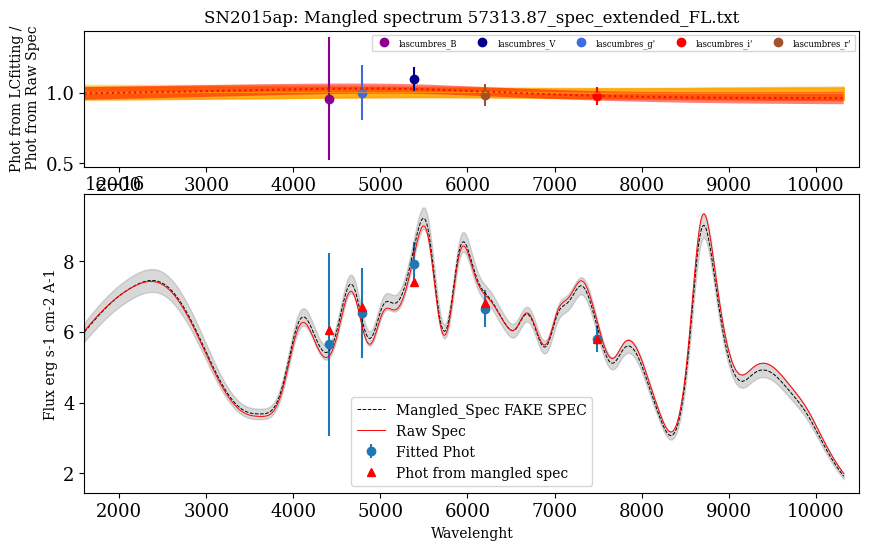 SN2015ap: Mangled spectrum 57313.87_spec_extended_FL.txt
Phot from LCfitting /
Phot from Raw Spec
lascumbres_B lascumbres_V lascumbres_g' lascumbres_i' lascumbres_r'
1.0
0.5
2000 3000 4000 5000 6000 7000 8000 9000 10000
1e−16
Flux erg s-1 cm-2 A-1
8
6
4
2
Mangled_Spec FAKE SPEC
Raw Spec
Fitted Phot
Phot from mangled spec
2000 3000 4000 5000 6000 7000 8000 9000 10000
Wavelenght